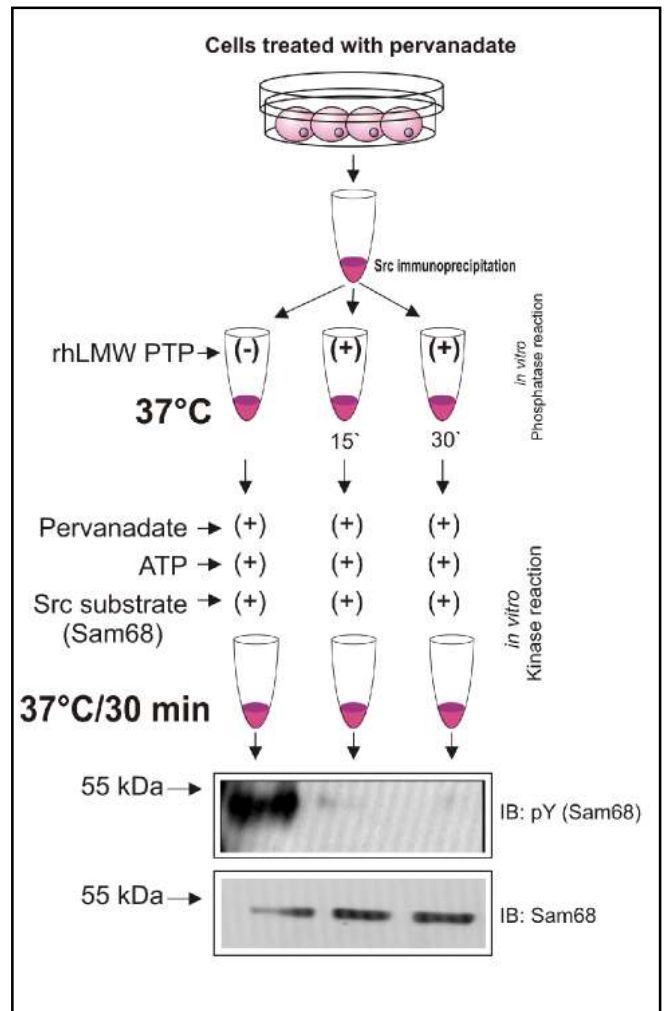 Cells treated with pervanadate
Src immunoprecipitation
rhLMW PTP
(-)
(+)
(+)
37°C
15`
30`
in vitro
Phosphatase reaction
Pervanadate
(+)
(+)
(+)
ATP
(+)
(+)
(+)
Src substrate
(Sam68)
(+)
(+)
(+)
in vitro
Kinase reaction
37°C/30 min
55 kDa
IB: pY (Sam68)
55 kDa
IB: Sam68